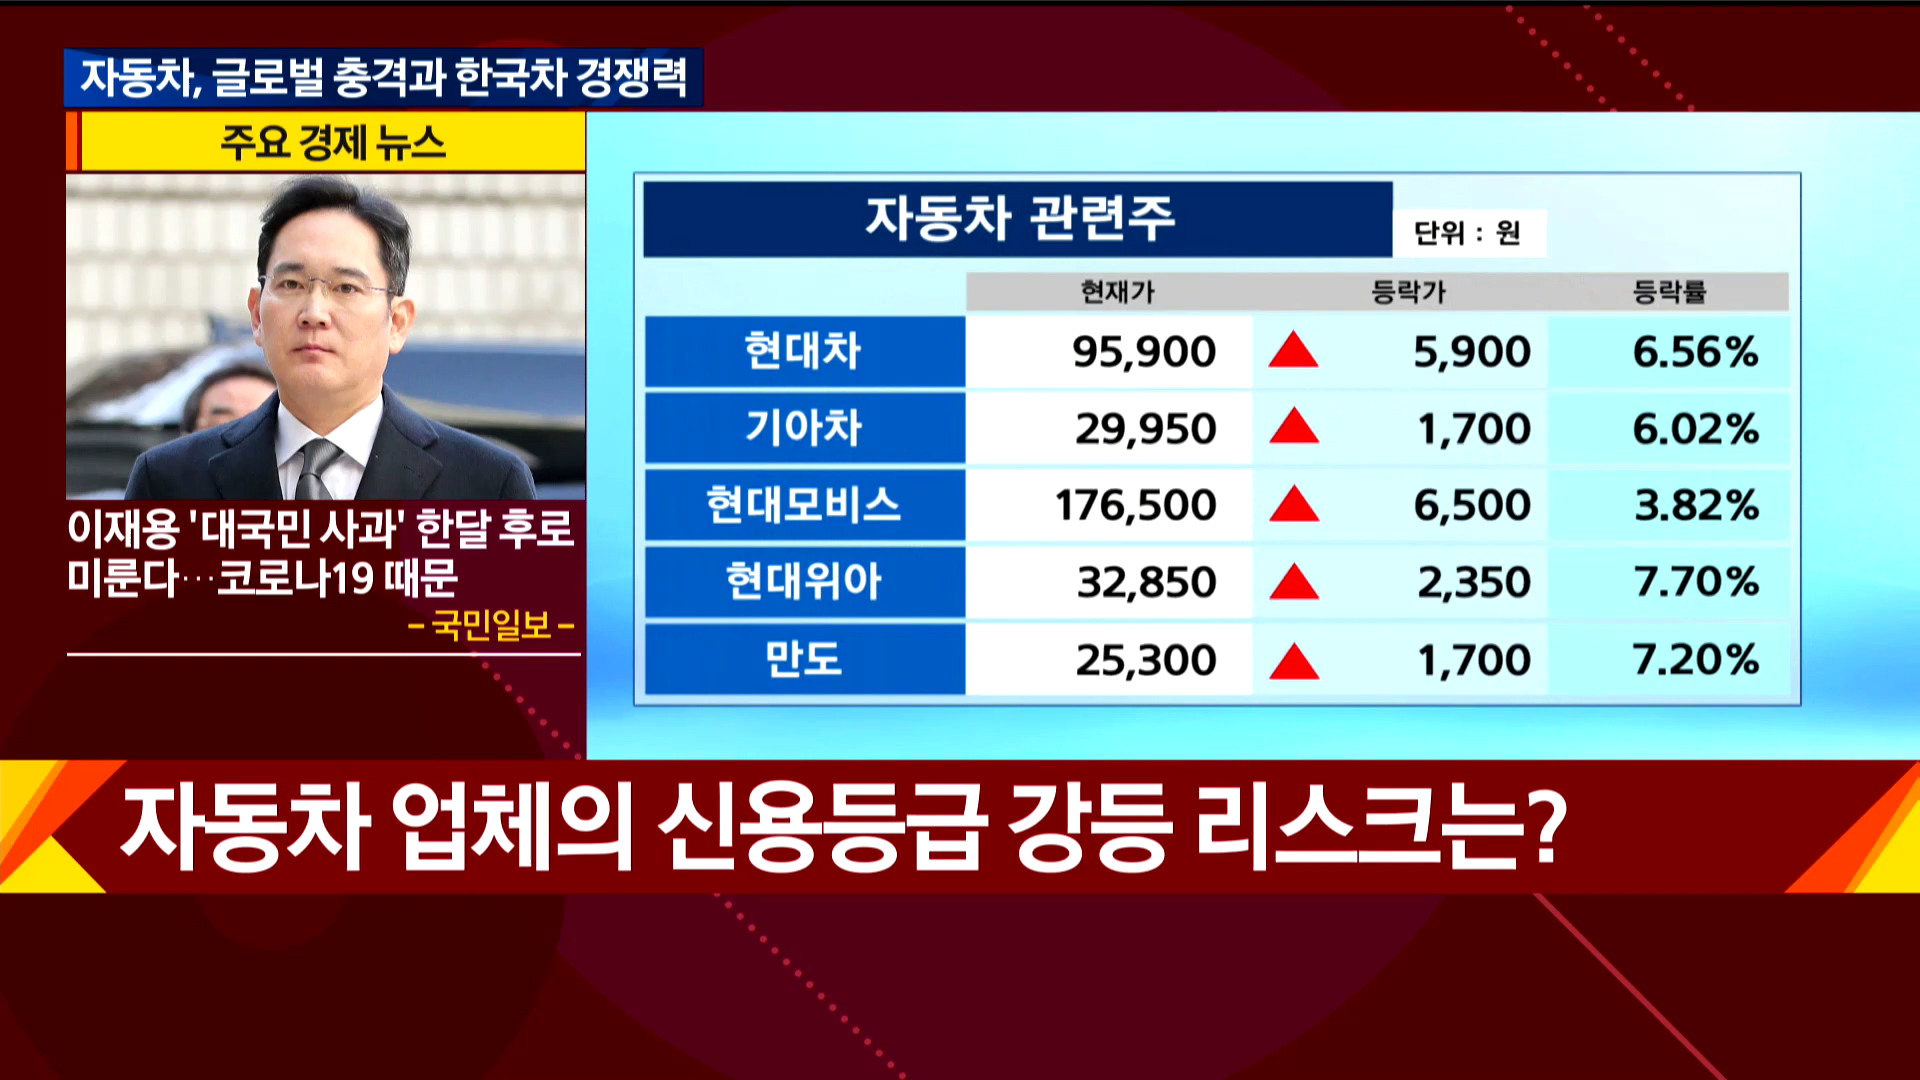 자동차, 글로벌 충격과 한국차 경쟁력
주요 경제 뉴스
이재용 '대국민 사과' 한달 후로
미룬다…코로나19 때문
– 국민일보 –
자동차 관련주
단위 : 원
현재가 등락가 등락률
현대차 95,900 ▲ 5,900 6.56%
기아차 29,950 ▲ 1,700 6.02%
현대모비스 176,500 ▲ 6,500 3.82%
현대위아 32,850 ▲ 2,350 7.70%
만도 25,300 ▲ 1,700 7.20%
자동차 업체의 신용등급 강등 리스크는?